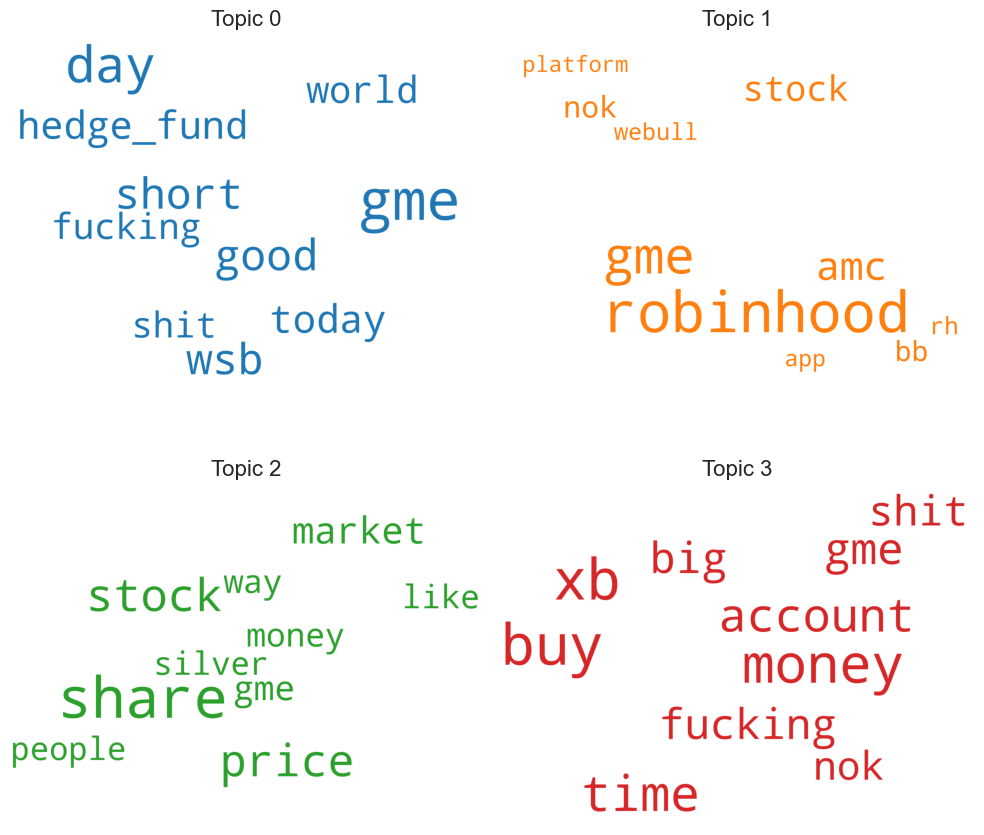 Topic 0
day
world
hedge_fund
short
gme
fucking
good
shit
today
wsb
Topic 1
platform
stock
nok
webull
gme
amc
robinhood
rh
bb
app
Topic 2
market
way
stock
like
money
silver
share
gme
people
price
Topic 3
shit
gme
big
xb
account
buy
money
fucking
nok
time